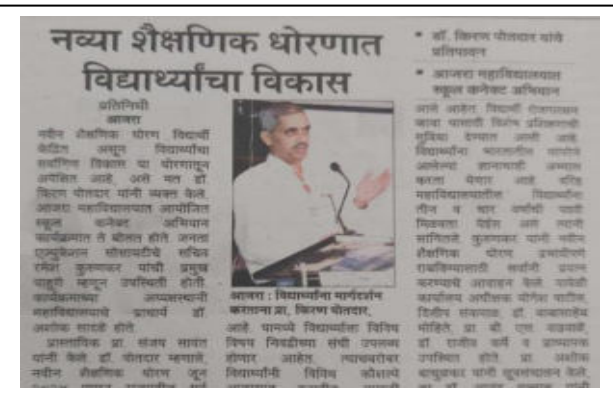 नव्या शैक्षणिक धोरणात
विद्यार्थ्यांचा विकास
प्रतिनिधी
आजरा
नवीन शैक्षणिक धोरण विद्यार्थी
केंद्रित असून विद्यार्थ्यांचा
सर्वांगिण विकास या धोरणातून
अपेक्षित आहे, असे मत डॉ
किरण पोतदार यांनी व्यक्त केले.
आजरा महाविद्यालयात आयोजित
स्कूल कनेक्ट अभियान
कार्यक्रमात ते बोलत होते. जनता
एज्युकेशन सोसायटीचे सचिव
रमेश कुरुणकर यांची प्रमुख
पाहुणे म्हणून उपस्थिती होती.
कार्यक्रमाच्या अध्यक्षस्थानी
महाविद्यालयाचे प्राचार्य डॉ
अशोक सादळे होते.
प्रास्ताविक प्रा. संजय सावंत
यांनी केले. डॉ. पोतदार म्हणाले,
नवीन शैक्षणिक धोरण जून
आजरा : विद्यार्थ्यांना मार्गदर्शन
करताना प्रा. किरण पोतदार.
आहे. यामध्ये विद्यार्थ्याला विविध
विषय निवडीच्या संधी उपलब्ध
होणार आहेत. त्याचबरोबर
विद्यार्थ्यांनी विविध कौशल्ये
• डॉ. किरण पोतदार यांचे
प्रतिपादन
• आजरा महाविद्यालयात
स्कूल कनेक्ट अभियान
आले आहेत. विद्यार्थी रोजगारक्षम
व्हावा यासाठी विशेष प्रशिक्षणाची
सुविधा देण्यात आली आहे.
विद्यार्थ्यांना भारतातील
आलेल्या ज्ञानाचाही अभ्यास
करता येणार आहे.
महाविद्यालयातील विद्यार्थ्यांना
तीन व चार वर्षाची पदवी
मिळवता येईल असे त्यांनी
सांगितले. कुरुणकर यांनी नवीन
शैक्षणिक धोरण प्रभावीपणे
राबविण्यासाठी सर्वांनी प्रयत्न
करण्याचे आवाहन केले. यावेळी
कार्यालय अधीक्षक योगेश पाटील,
दिलीप संकपाळ, डॉ. बाबासाहेब
मोहिते, प्रा. बी. एस.
डॉ. राजीव व प्राध्यापक
उपस्थित होते. प्रा. अशोक
यांनी सूत्रसंचालन केले,